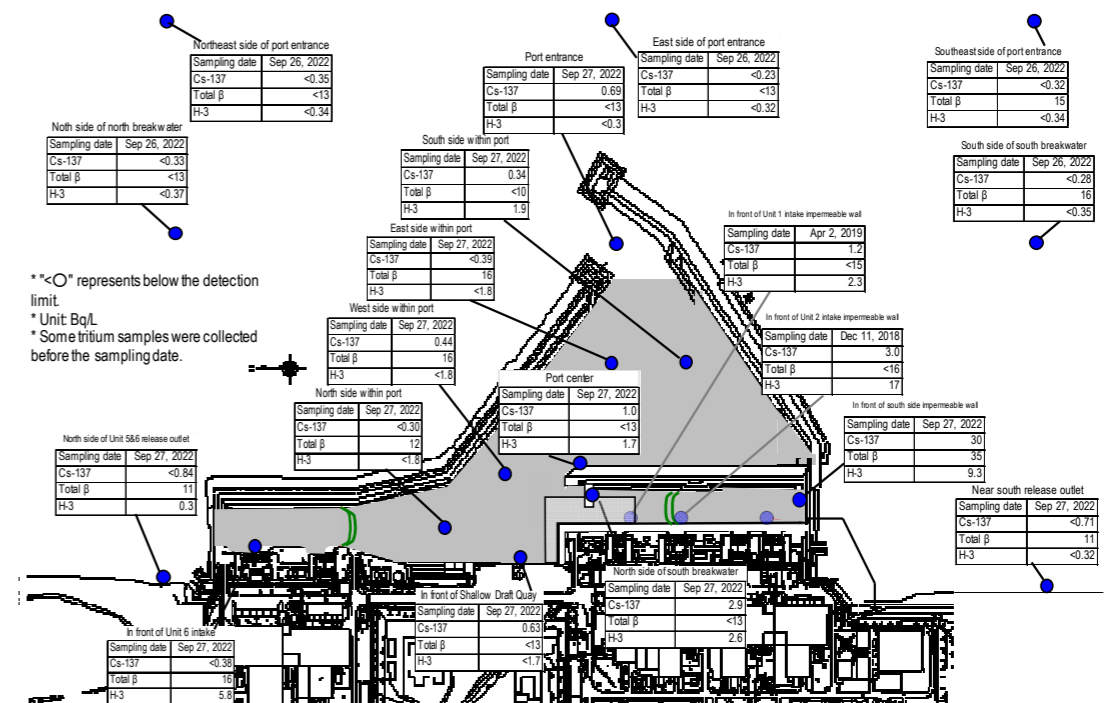 Northeast side of port entrance
Sampling date Sep 26, 2022
Cs-137 <0.35
Total β <13
H-3 <0.34
Port entrance
Sampling date Sep 27, 2022
Cs-137 0.69
Total β <13
H-3 <0.3
East side of port entrance
Sampling date Sep 26, 2022
Cs-137 <0.23
Total β <13
H-3 <0.32
Southeast side of port entrance
Sampling date Sep 26, 2022
Cs-137 <0.32
Total β 15
H-3 <0.34
Noth side of north breakwater
Sampling date Sep 26, 2022
Cs-137 <0.33
Total β <13
H-3 <0.37
South side within port
Sampling date Sep 27, 2022
Cs-137 0.34
Total β <10
H-3 1.9
South side of south breakwater
Sampling date Sep 26, 2022
Cs-137 <0.28
Total β 16
H-3 <0.35
East side within port
Sampling date Sep 27, 2022
Cs-137 <0.39
Total β 16
H-3 <1.8
In front of Unit 1 intake impermeable wall
Sampling date Apr 2, 2019
Cs-137 1.2
Total β <15
H-3 2.3
* "<○" represents below the detection
limit.
* Unit: Bq/L
* Some tritium samples were collected
before the sampling date.
West side within port
Sampling date Sep 27, 2022
Cs-137 0.44
Total β 16
H-3 <1.8
In front of Unit 2 intake impermeable wall
Sampling date Dec 11, 2018
Cs-137 3.0
Total β <16
H-3 17
Port center
Sampling date Sep 27, 2022
Cs-137 1.0
Total β <13
H-3 1.7
North side within port
Sampling date Sep 27, 2022
Cs-137 <0.30
Total β 12
H-3 <1.8
In front of south side impermeable wall
Sampling date Sep 27, 2022
Cs-137 30
Total β 35
H-3 9.3
North side of Unit 5&6 release outlet
Sampling date Sep 27, 2022
Cs-137 <0.84
Total β 11
H-3 0.3
Near south release outlet
Sampling date Sep 27, 2022
Cs-137 <0.71
Total β 11
H-3 <0.32
North side of south breakwater
Sampling date Sep 27, 2022
Cs-137 2.9
Total β <13
H-3 2.6
In front of Shallow Draft Quay
Sampling date Sep 27, 2022
Cs-137 0.63
Total β <13
H-3 <1.7
In front of Unit 6 intake
Sampling date Sep 27, 2022
Cs-137 <0.38
Total β 16
H-3 5.8